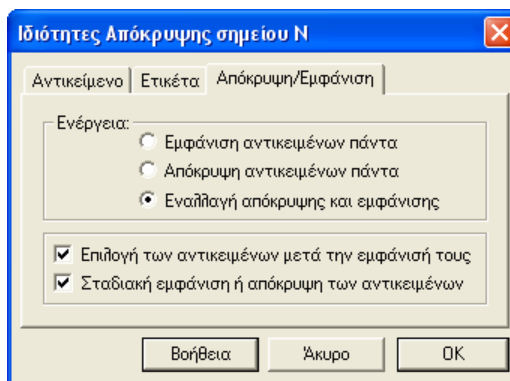 Ιδιότητες Απόκρυψης σημείου Ν
Αντικείμενο Ετικέτα Απόκρυψη/Εμφάνιση
Ενέργεια:
Εμφάνιση αντικειμένων πάντα
Απόκρυψη αντικειμένων πάντα
Εναλλαγή απόκρυψης και εμφάνισης
Επιλογή των αντικειμένων μετά την εμφάνισή τους
Σταδιακή εμφάνιση ή απόκρυψη των αντικειμένων
Βοήθεια Άκυρο OK